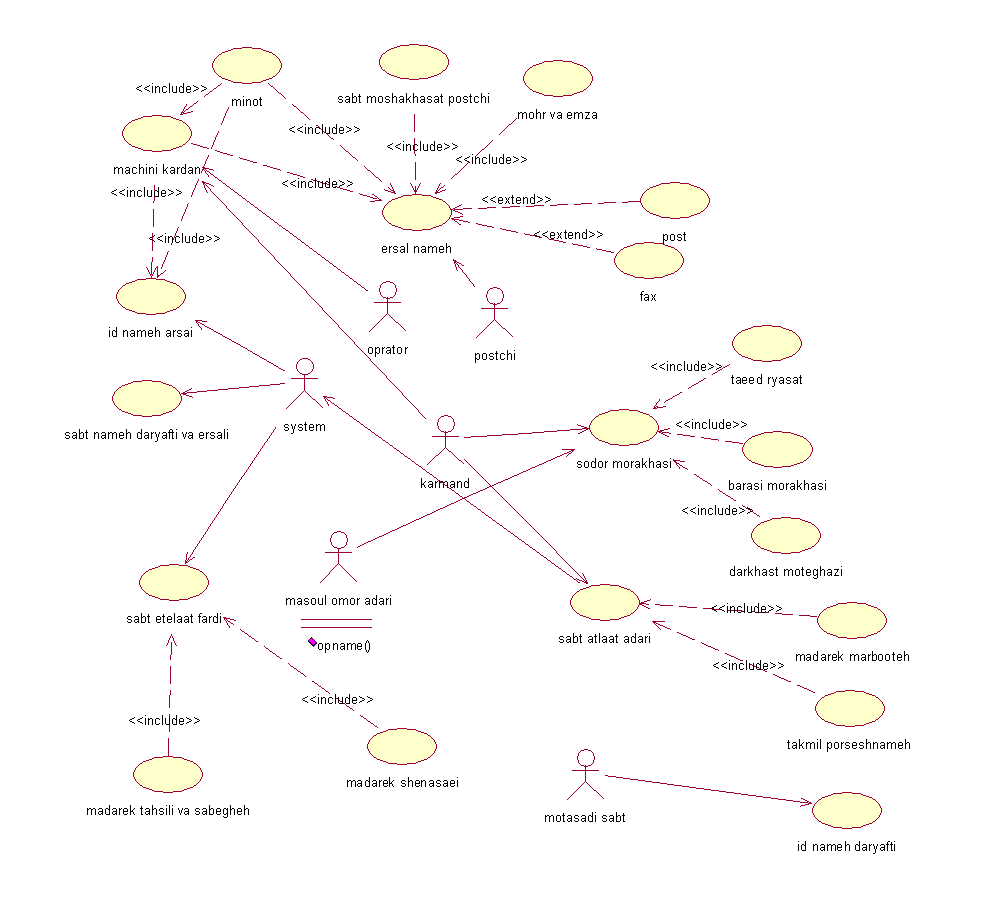 <<include>>
minot
sabt moshakhasat postchi
mohr va emza
<<include>>
<<include>>
<<include>>
machini kardan
<<include>>
<<include>>
<<include>>
<<extend>>
<<include>>
<<extend>>
post
ersal nameh
fax
id nameh arsai
oprator
postchi
<<include>>
taeed ryasat
<<include>>
sabt nameh daryafti va ersali
system
sodor morakhasi
karmand
barasi morakhasi
<<include>>
darkhast moteghazi
masoul omor adari
opname()
sabt etelaat fardi
<<include>>
sabt atlaat adari
madarek marbooteh
<<include>>
<<include>>
<<include>>
takmil porseshnameh
madarek shenasaei
madarek tahsili va sabegheh
motasadi sabt
id nameh daryafti